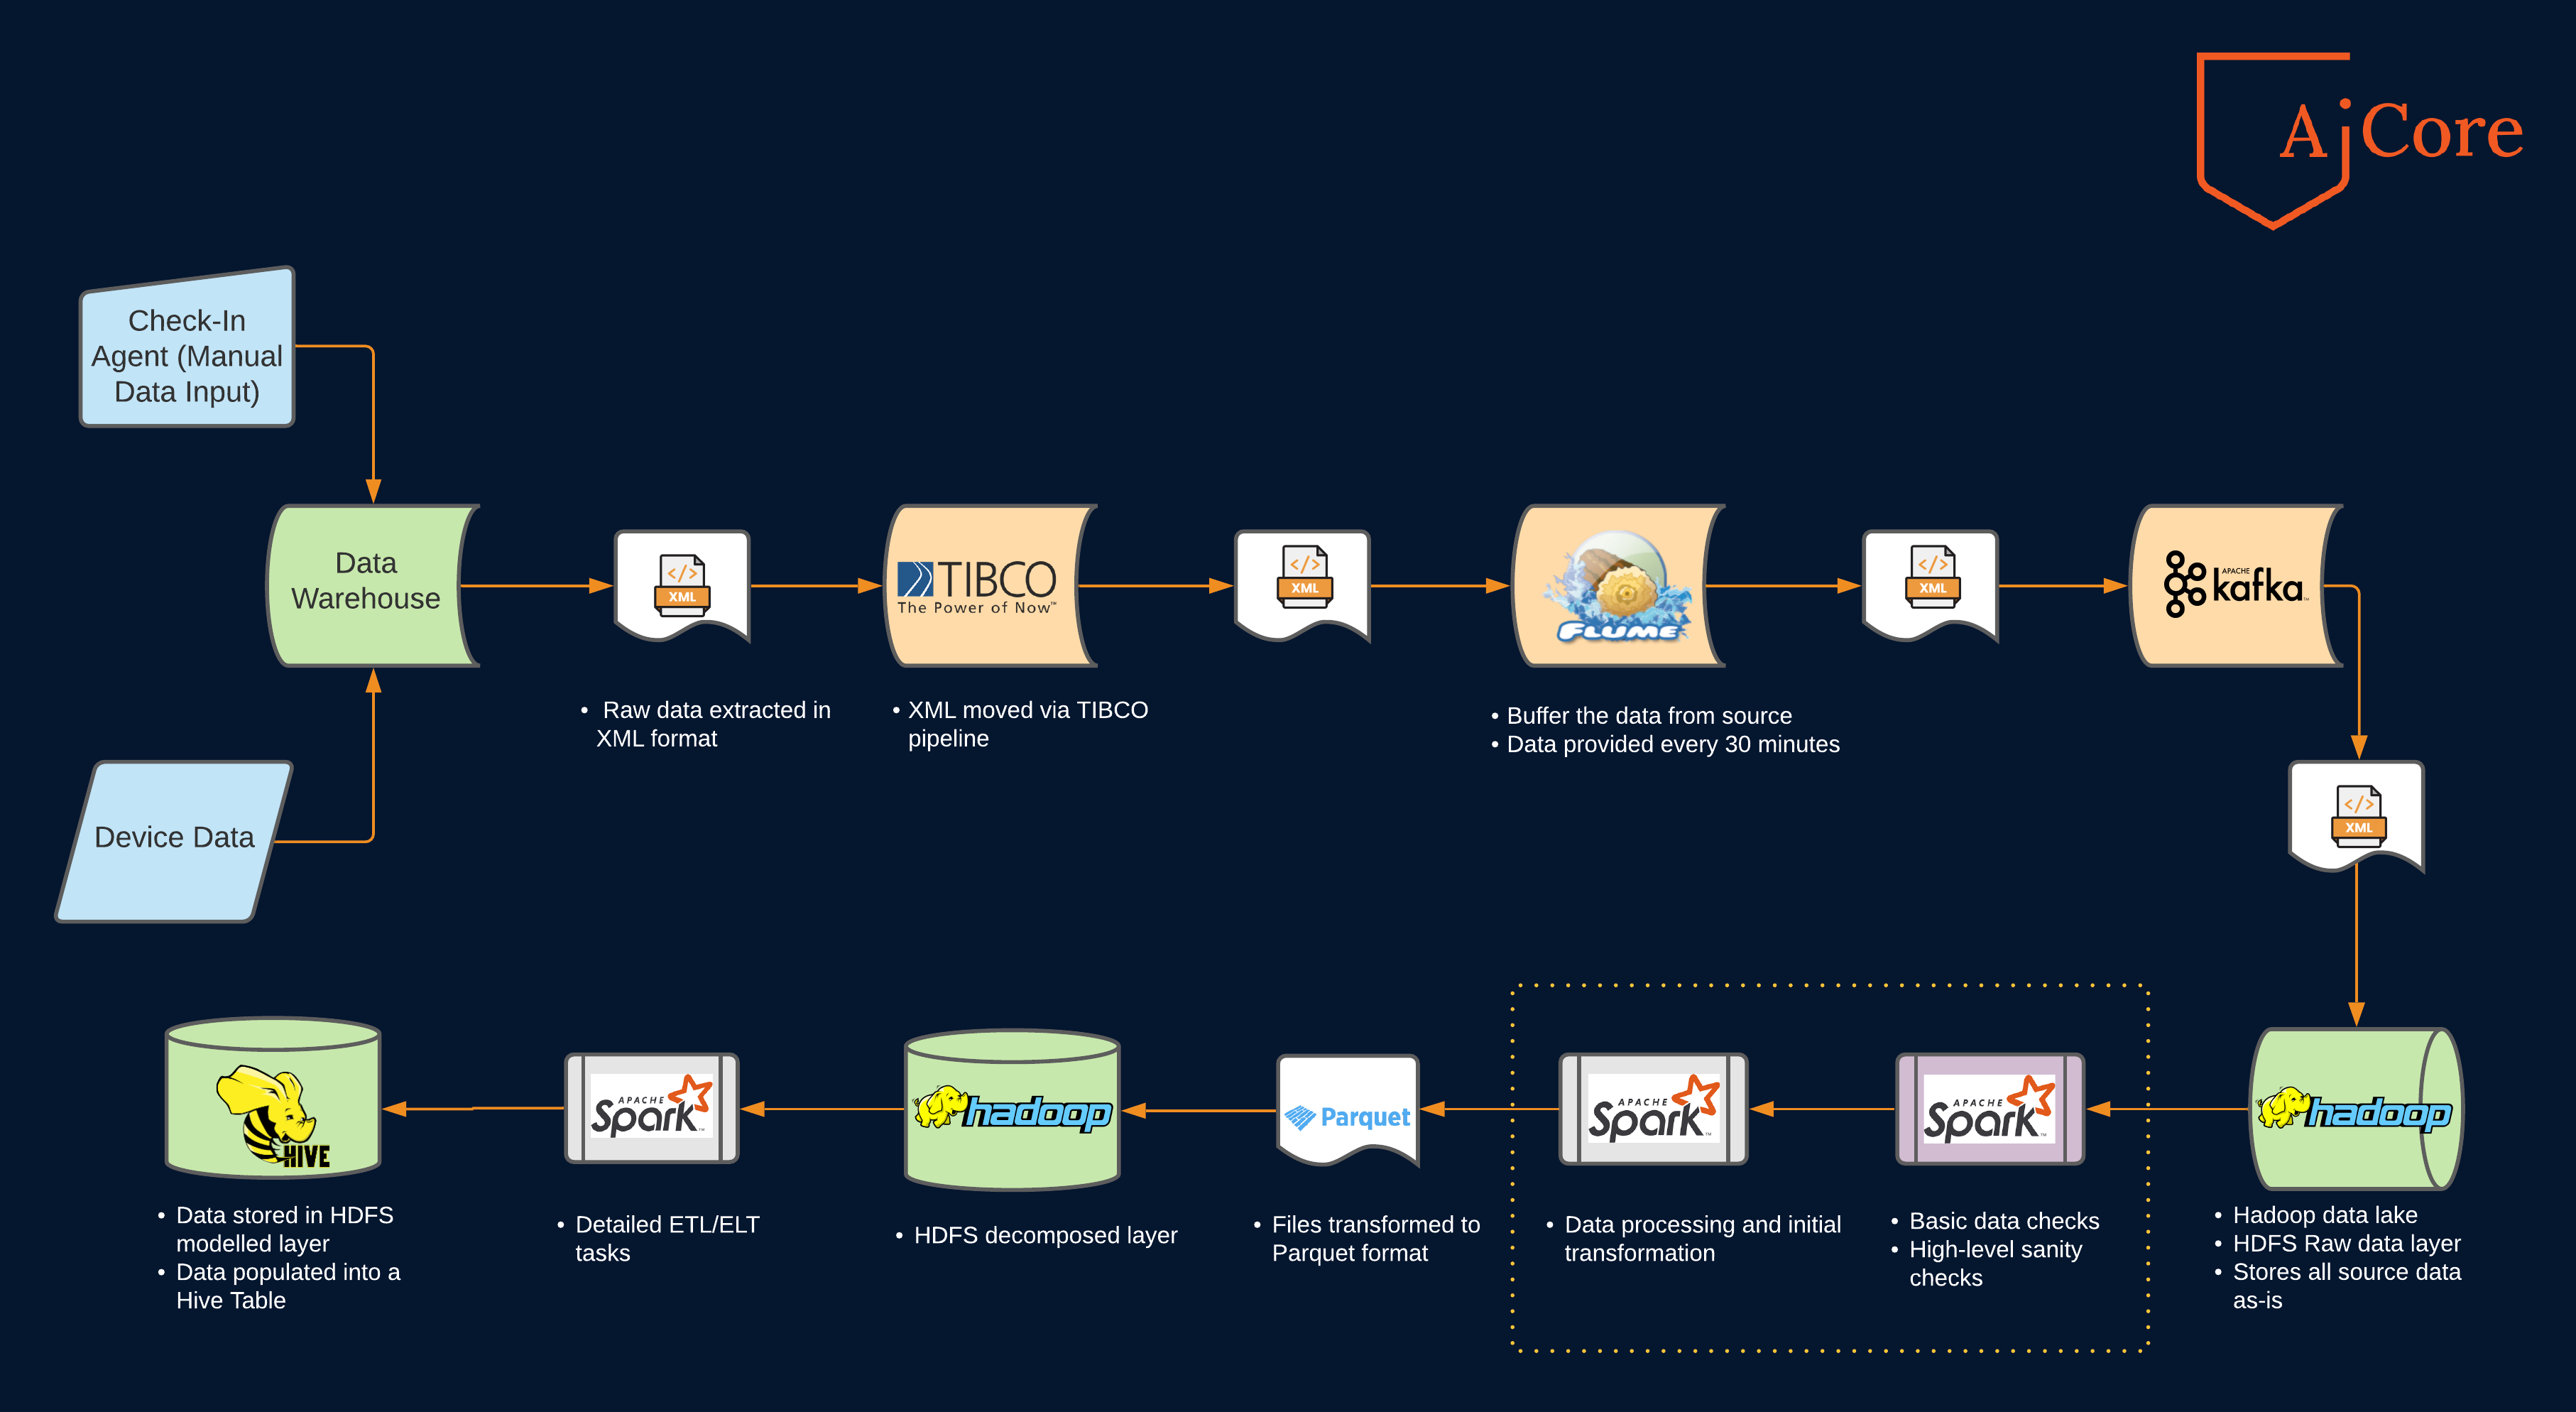 AiCore
Check-In
Agent (Manual
Data Input)
Data
Warehouse
</>
XML
TIBCO
The Power of Now™
</>
XML
FLUME
</>
XML
APACHE
kafka
• Raw data extracted in
XML format
• XML moved via TIBCO
pipeline
• Buffer the data from source
• Data provided every 30 minutes
Device Data
</>
XML
HIVE
APACHE
Spark™
hadoop
Parquet
APACHE
Spark™
APACHE
Spark™
hadoop
• Data stored in HDFS
modelled layer
• Data populated into a
Hive Table
• Detailed ETL/ELT
tasks
• HDFS decomposed layer
• Files transformed to
Parquet format
• Data processing and initial
transformation
• Basic data checks
• High-level sanity
checks
• Hadoop data lake
• HDFS Raw data layer
• Stores all source data
as-is